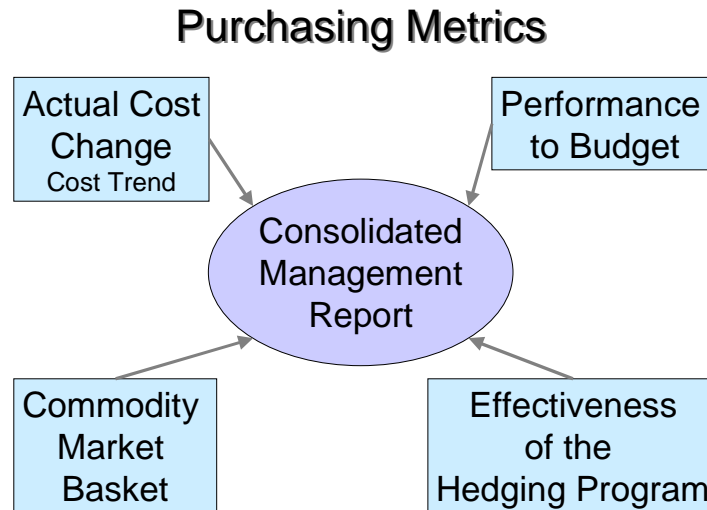 Purchasing Metrics
Actual Cost
Change
Cost Trend
Performance
to Budget
Consolidated
Management
Report
Commodity
Market
Basket
Effectiveness
of the
Hedging Program